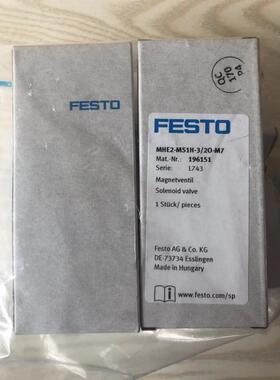 FESTO
QC
170
P4
FESTO
MHE2-MS1H-3/2O-M7
Mat.-Nr.: 196151
Serie: L743
Magnetventil
Solenoid valve
1 Stück/ pieces
Festo AG & Co. KG
DE-73734 Esslingen
Made in Hungary
www.festo.com/sp